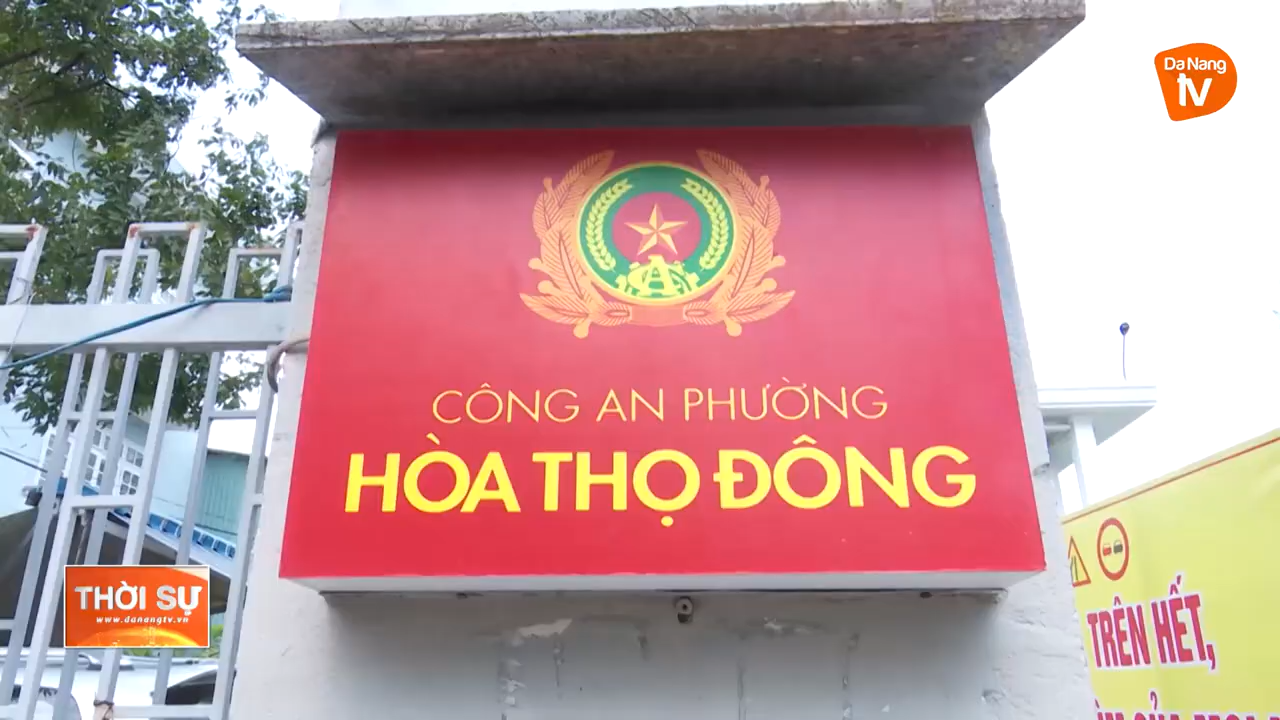 Da Nang
tv
CÔNG AN PHƯỜNG
HÒA THỌ ĐÔNG
THỜI SỰ
www.danangtv.vn
TRÊN HẾT,